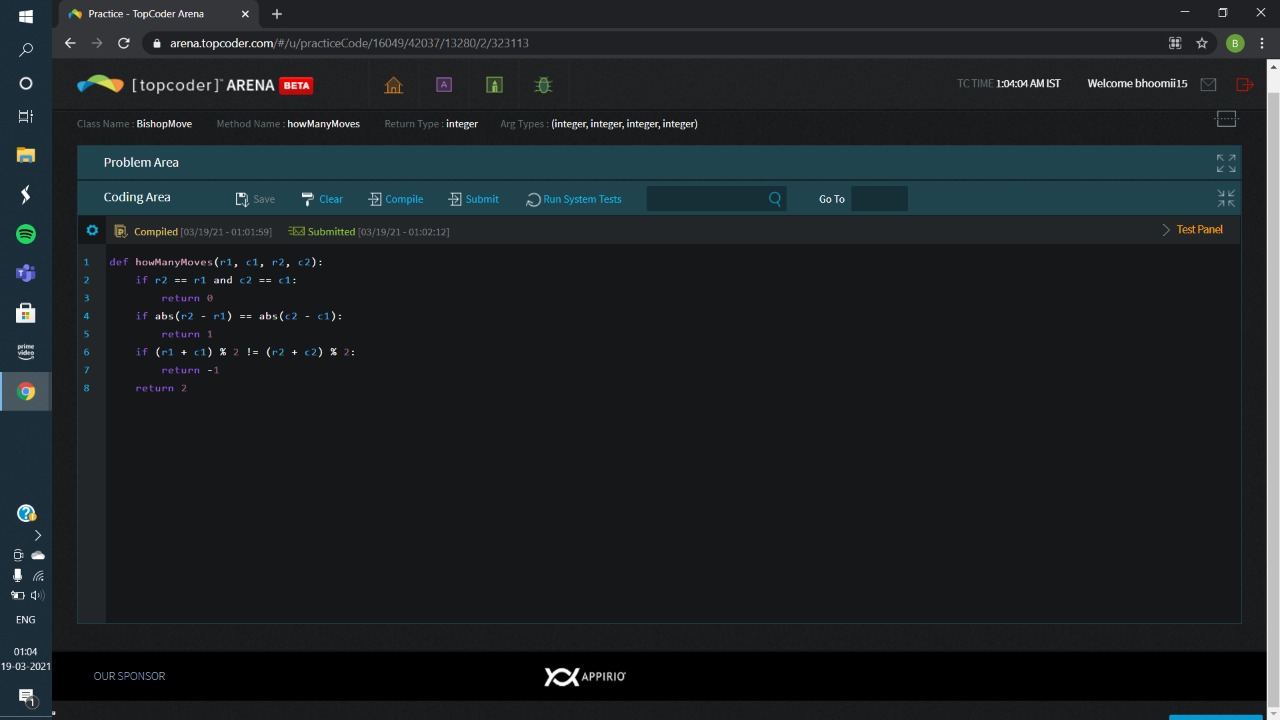 Practice - TopCoder Arena
arena.topcoder.com/#/u/practiceCode/16049/42037/13280/2/323113
B
[topcoder]™ ARENA BETA
A
TC TIME 1:04:04 AM IST
Welcome bhoomii15
Class Name : BishopMove Method Name : howManyMoves Return Type : integer Arg Types : (integer, integer, integer, integer)
Problem Area
Coding Area Save Clear Compile Submit Run System Tests Go To
Compiled [03/19/21 - 01:01:59] Submitted [03/19/21 - 01:02:12] Test Panel
1 def howManyMoves(r1, c1, r2, c2):
2 if r2 == r1 and c2 == c1:
3 return 0
4 if abs(r2 - r1) == abs(c2 - c1):
5 return 1
6 if (r1 + c1) % 2 != (r2 + c2) % 2:
7 return -1
8 return 2
OUR SPONSOR
APPIRIO
prime video
ENG
01:04
19-03-2021
1